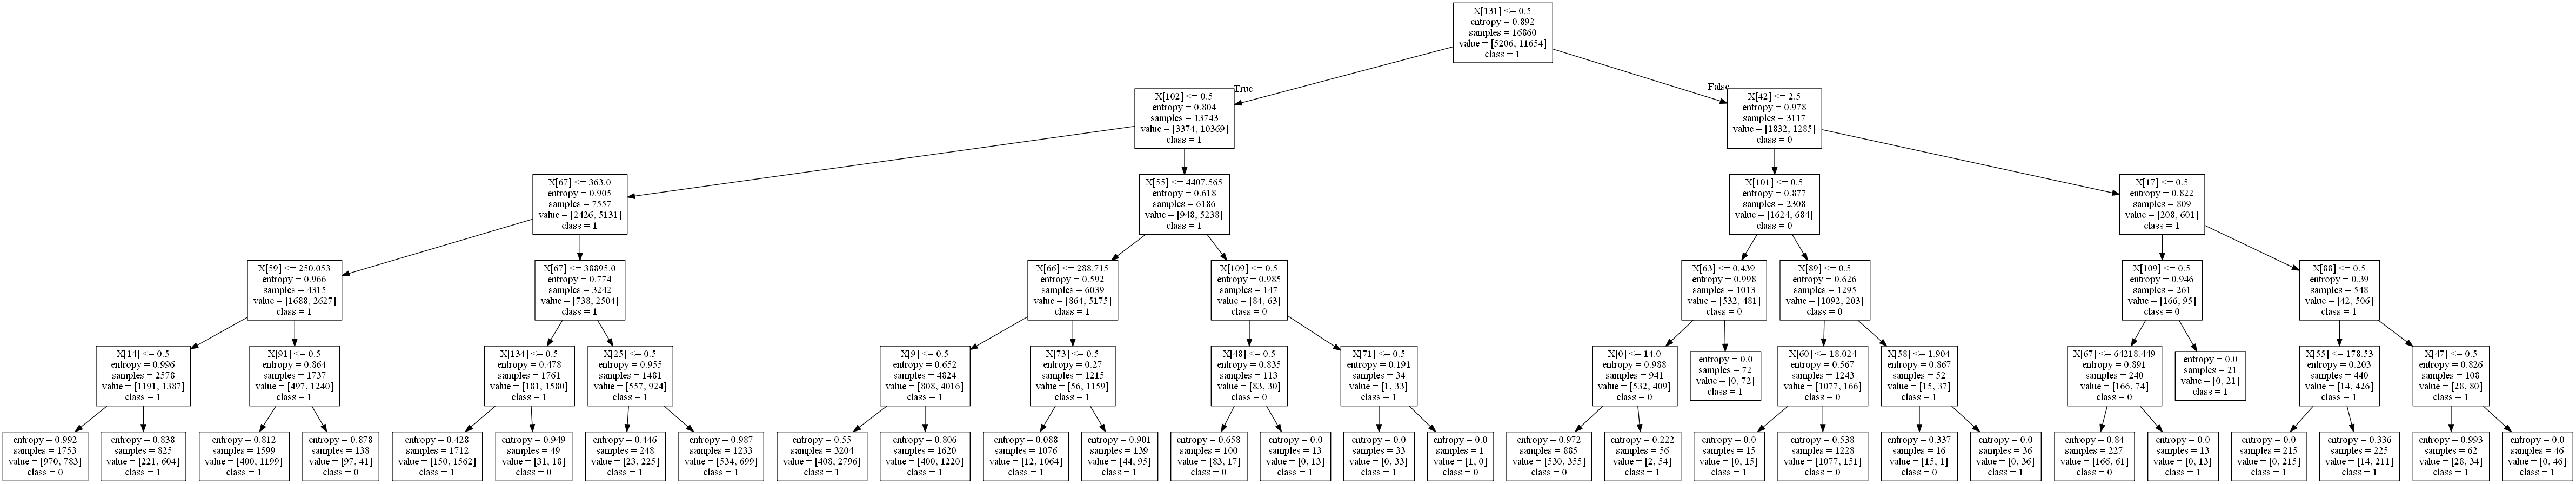 X[131] <= 0.5
entropy = 0.892
samples = 16860
value = [5206, 11654]
class = 1
True
False
X[102] <= 0.5
entropy = 0.804
samples = 13743
value = [3374, 10369]
class = 1
X[42] <= 2.5
entropy = 0.978
samples = 3117
value = [1832, 1285]
class = 0
X[67] <= 363.0
entropy = 0.905
samples = 7557
value = [2426, 5131]
class = 1
X[55] <= 4407.565
entropy = 0.618
samples = 6186
value = [948, 5238]
class = 1
X[101] <= 0.5
entropy = 0.877
samples = 2308
value = [1624, 684]
class = 0
X[17] <= 0.5
entropy = 0.822
samples = 809
value = [208, 601]
class = 1
X[59] <= 250.053
entropy = 0.966
samples = 4315
value = [1688, 2627]
class = 1
X[67] <= 38895.0
entropy = 0.774
samples = 3242
value = [738, 2504]
class = 1
X[66] <= 288.715
entropy = 0.592
samples = 6039
value = [864, 5175]
class = 1
X[109] <= 0.5
entropy = 0.985
samples = 147
value = [84, 63]
class = 0
X[63] <= 0.439
entropy = 0.998
samples = 1013
value = [532, 481]
class = 0
X[89] <= 0.5
entropy = 0.626
samples = 1295
value = [1092, 203]
class = 0
X[109] <= 0.5
entropy = 0.946
samples = 261
value = [166, 95]
class = 0
X[88] <= 0.5
entropy = 0.39
samples = 548
value = [42, 506]
class = 1
X[14] <= 0.5
entropy = 0.996
samples = 2578
value = [1191, 1387]
class = 1
X[91] <= 0.5
entropy = 0.864
samples = 1737
value = [497, 1240]
class = 1
X[134] <= 0.5
entropy = 0.478
samples = 1761
value = [181, 1580]
class = 1
X[25] <= 0.5
entropy = 0.955
samples = 1481
value = [557, 924]
class = 1
X[9] <= 0.5
entropy = 0.652
samples = 4824
value = [808, 4016]
class = 1
X[73] <= 0.5
entropy = 0.27
samples = 1215
value = [56, 1159]
class = 1
X[48] <= 0.5
entropy = 0.835
samples = 113
value = [83, 30]
class = 0
X[71] <= 0.5
entropy = 0.191
samples = 34
value = [1, 33]
class = 1
X[0] <= 14.0
entropy = 0.988
samples = 941
value = [532, 409]
class = 0
entropy = 0.0
samples = 72
value = [0, 72]
class = 1
X[60] <= 18.024
entropy = 0.567
samples = 1243
value = [1077, 166]
class = 0
X[58] <= 1.904
entropy = 0.867
samples = 52
value = [15, 37]
class = 1
X[67] <= 64218.449
entropy = 0.891
samples = 240
value = [166, 74]
class = 0
entropy = 0.0
samples = 21
value = [0, 21]
class = 1
X[55] <= 178.53
entropy = 0.203
samples = 440
value = [14, 426]
class = 1
X[47] <= 0.5
entropy = 0.826
samples = 108
value = [28, 80]
class = 1
entropy = 0.992
samples = 1753
value = [970, 783]
class = 0
entropy = 0.838
samples = 825
value = [221, 604]
class = 1
entropy = 0.812
samples = 1599
value = [400, 1199]
class = 1
entropy = 0.878
samples = 138
value = [97, 41]
class = 0
entropy = 0.428
samples = 1712
value = [150, 1562]
class = 1
entropy = 0.949
samples = 49
value = [31, 18]
class = 0
entropy = 0.446
samples = 248
value = [23, 225]
class = 1
entropy = 0.987
samples = 1233
value = [534, 699]
class = 1
entropy = 0.55
samples = 3204
value = [408, 2796]
class = 1
entropy = 0.806
samples = 1620
value = [400, 1220]
class = 1
entropy = 0.088
samples = 1076
value = [12, 1064]
class = 1
entropy = 0.901
samples = 139
value = [44, 95]
class = 1
entropy = 0.658
samples = 100
value = [83, 17]
class = 0
entropy = 0.0
samples = 13
value = [0, 13]
class = 1
entropy = 0.0
samples = 33
value = [0, 33]
class = 1
entropy = 0.0
samples = 1
value = [1, 0]
class = 0
entropy = 0.972
samples = 885
value = [530, 355]
class = 0
entropy = 0.222
samples = 56
value = [2, 54]
class = 1
entropy = 0.0
samples = 15
value = [0, 15]
class = 1
entropy = 0.538
samples = 1228
value = [1077, 151]
class = 0
entropy = 0.337
samples = 16
value = [15, 1]
class = 0
entropy = 0.0
samples = 36
value = [0, 36]
class = 1
entropy = 0.84
samples = 227
value = [166, 61]
class = 0
entropy = 0.0
samples = 13
value = [0, 13]
class = 1
entropy = 0.0
samples = 215
value = [0, 215]
class = 1
entropy = 0.336
samples = 225
value = [14, 211]
class = 1
entropy = 0.993
samples = 62
value = [28, 34]
class = 1
entropy = 0.0
samples = 46
value = [0, 46]
class = 1